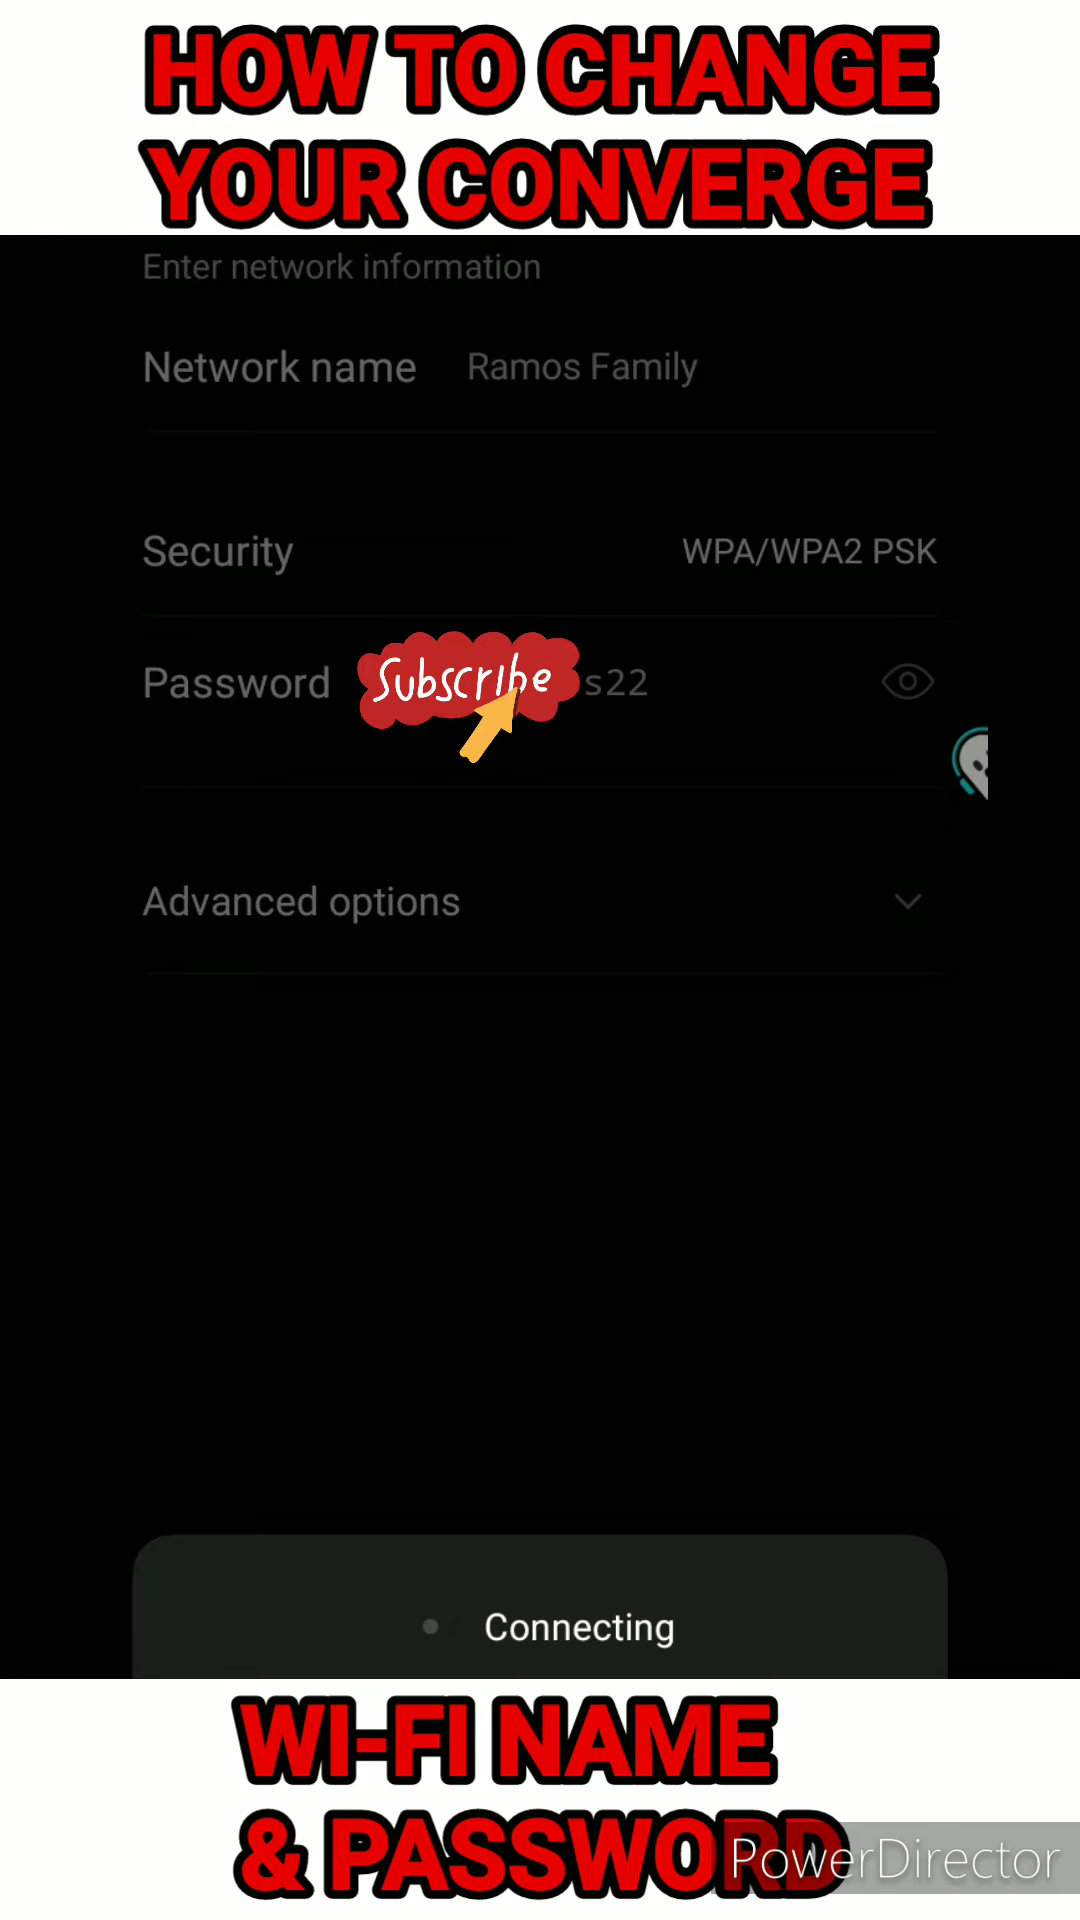 HOW TO CHANGE
YOUR CONVERGE
Enter network information
Network name Ramos Family
Security WPA/WPA2 PSK
Password Subscribe s22
Advanced options
Connecting
WI-FI NAME
& PASSWORD
PowerDirector